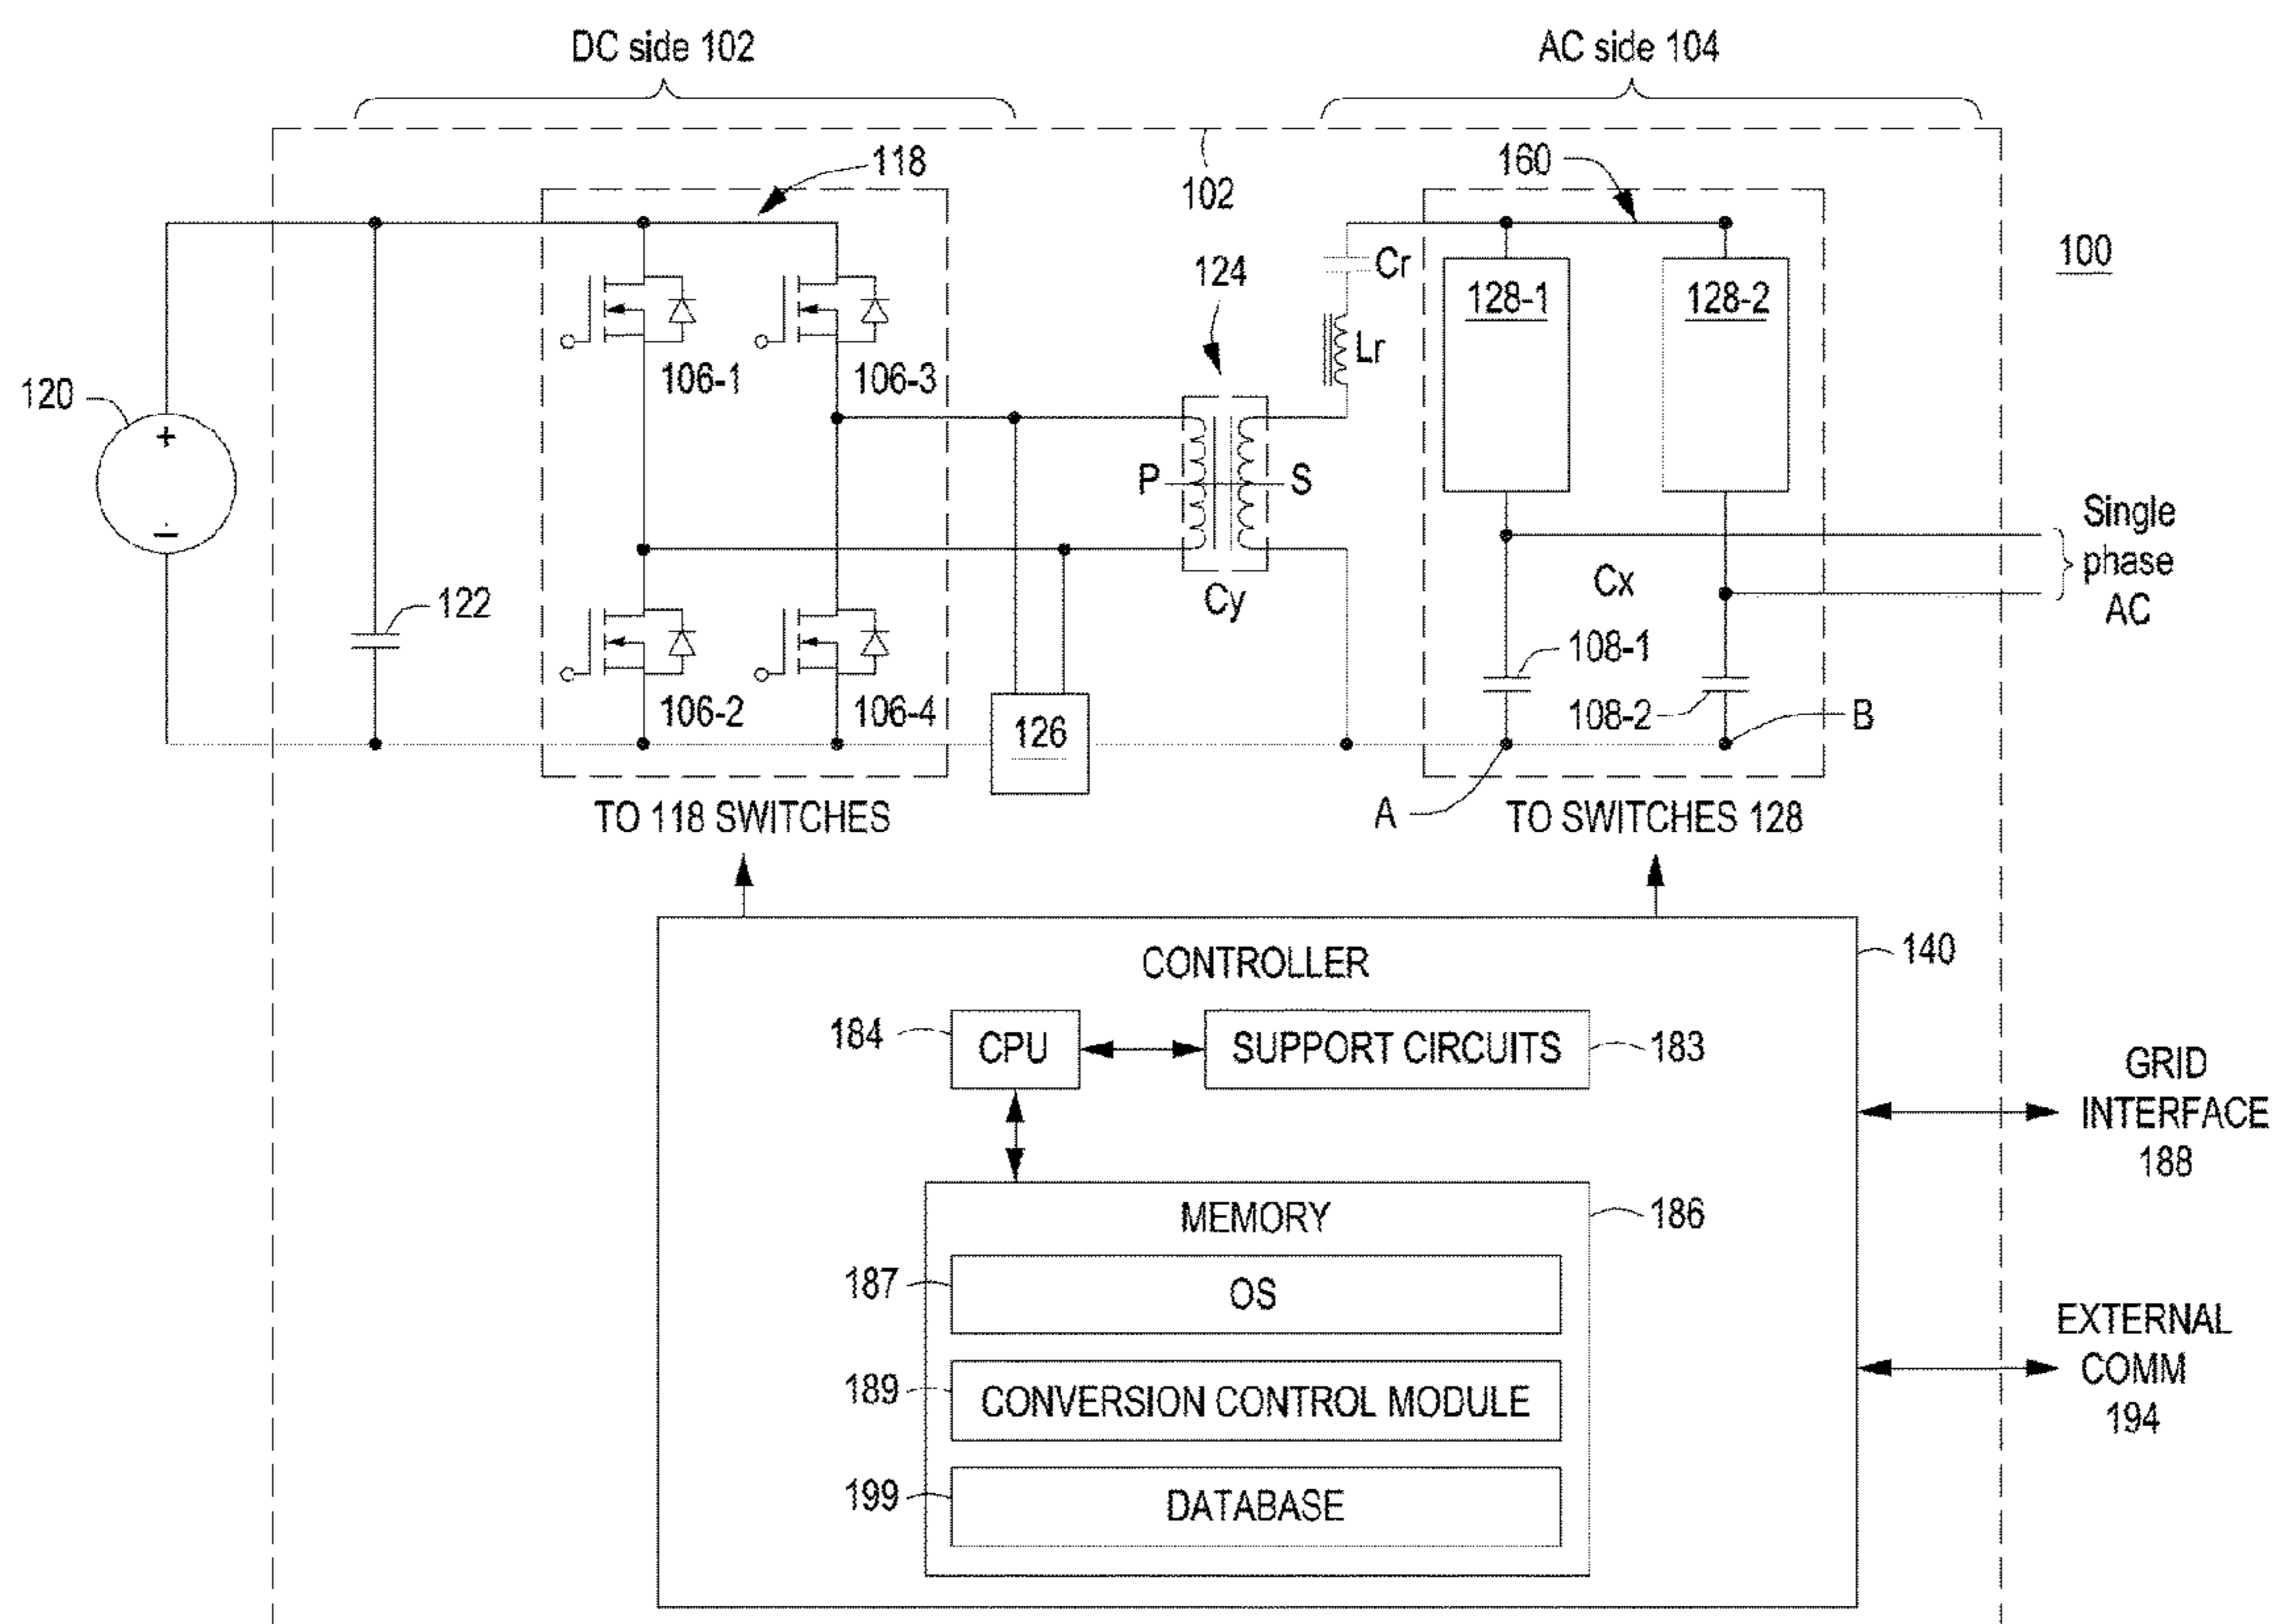 DC side 102
AC side 104
118
102
160
100
124
Cr
128-1
128-2
Lr
120
+
106-1
106-3
P
S
−
Single
phase
AC
122
Cy
Cx
108-1
106-2
106-4
108-2
B
126
TO 118 SWITCHES
A
TO SWITCHES 128
CONTROLLER
140
184
CPU
SUPPORT CIRCUITS
183
GRID
INTERFACE
188
MEMORY
186
187
OS
EXTERNAL
COMM
194
189
CONVERSION CONTROL MODULE
199
DATABASE